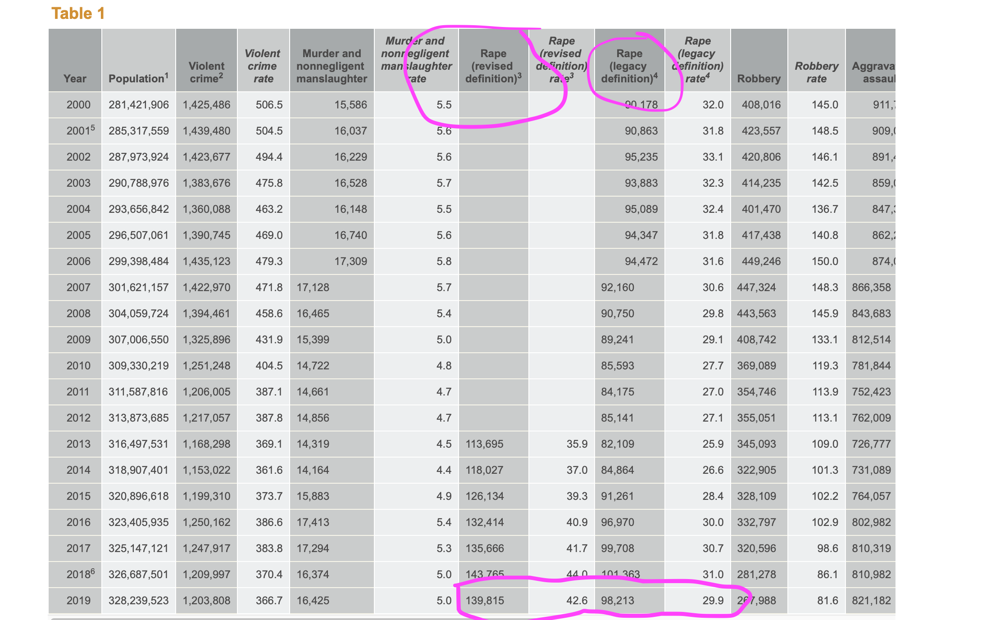 Table 1
Year Population1 Violent crime2 Violent crime rate Murder and nonnegligent manslaughter Murder and nonnegligent manslaughter rate Rape (revised definition)3 Rape (revised definition) rate3 Rape (legacy definition)4 Rape (legacy definition) rate4 Robbery Robbery rate
2000 281,421,906 1,425,486 506.5 15,586 5.5 90,178 32.0 408,016 145.0 911,
20015 285,317,559 1,439,480 504.5 16,037 5.6 90,863 31.8 423,557 148.5 909,
2002 287,973,924 1,423,677 494.4 16,229 5.6 95,235 33.1 420,806 146.1 891,
2003 290,788,976 1,383,676 475.8 16,528 5.7 93,883 32.3 414,235 142.5 859,
2004 293,656,842 1,360,088 463.2 16,148 5.5 95,089 32.4 401,470 136.7 847,
2005 296,507,061 1,390,745 469.0 16,740 5.6 94,347 31.8 417,438 140.8 862,
2006 299,398,484 1,435,123 479.3 17,309 5.8 94,472 31.6 449,246 150.0 874,
2007 301,621,157 1,422,970 471.8 17,128 5.7 92,160 30.6 447,324 148.3 866,358
2008 304,059,724 1,394,461 458.6 16,465 5.4 90,750 29.8 443,563 145.9 843,683
2009 307,006,550 1,325,896 431.9 15,399 5.0 89,241 29.1 408,742 133.1 812,514
2010 309,330,219 1,251,248 404.5 14,722 4.8 85,593 27.7 369,089 119.3 781,844
2011 311,587,816 1,206,005 387.1 14,661 4.7 84,175 27.0 354,746 113.9 752,423
2012 313,873,685 1,217,057 387.8 14,856 4.7 85,141 27.1 355,051 113.1 762,009
2013 316,497,531 1,168,298 369.1 14,319 4.5 113,695 35.9 82,109 25.9 345,093 109.0 726,777
2014 318,907,401 1,153,022 361.6 14,164 4.4 118,027 37.0 84,864 26.6 322,905 101.3 731,089
2015 320,896,618 1,199,310 373.7 15,883 4.9 126,134 39.3 91,261 28.4 328,109 102.2 764,057
2016 323,405,935 1,250,162 386.6 17,413 5.4 132,414 40.9 96,970 30.0 332,797 102.9 802,982
2017 325,147,121 1,247,917 383.8 17,294 5.3 135,666 41.7 99,708 30.7 320,596 98.6 810,319
20186 326,687,501 1,209,997 370.4 16,374 5.0 143,765 44.0 101,363 31.0 281,278 86.1 810,982
2019 328,239,523 1,203,808 366.7 16,425 5.0 139,815 42.6 98,213 29.9 267,988 81.6 821,182